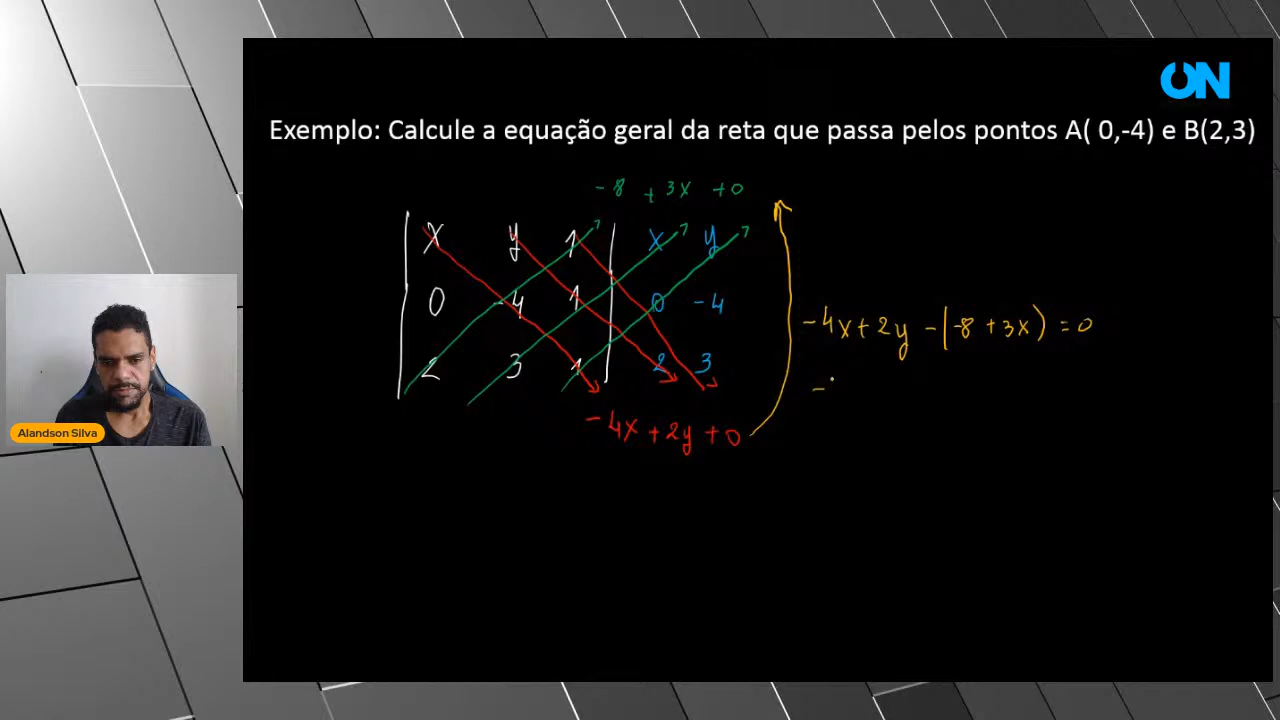 ON
Exemplo: Calcule a equação geral da reta que passa pelos pontos A( 0,-4) e B(2,3)
-8 + 3x + 0
x y 1 x y
0 -4 1 0 -4
2 3 1 2 3
-4x + 2y + 0
-4x + 2y - (-8 + 3x) = 0
-
Alandson Silva